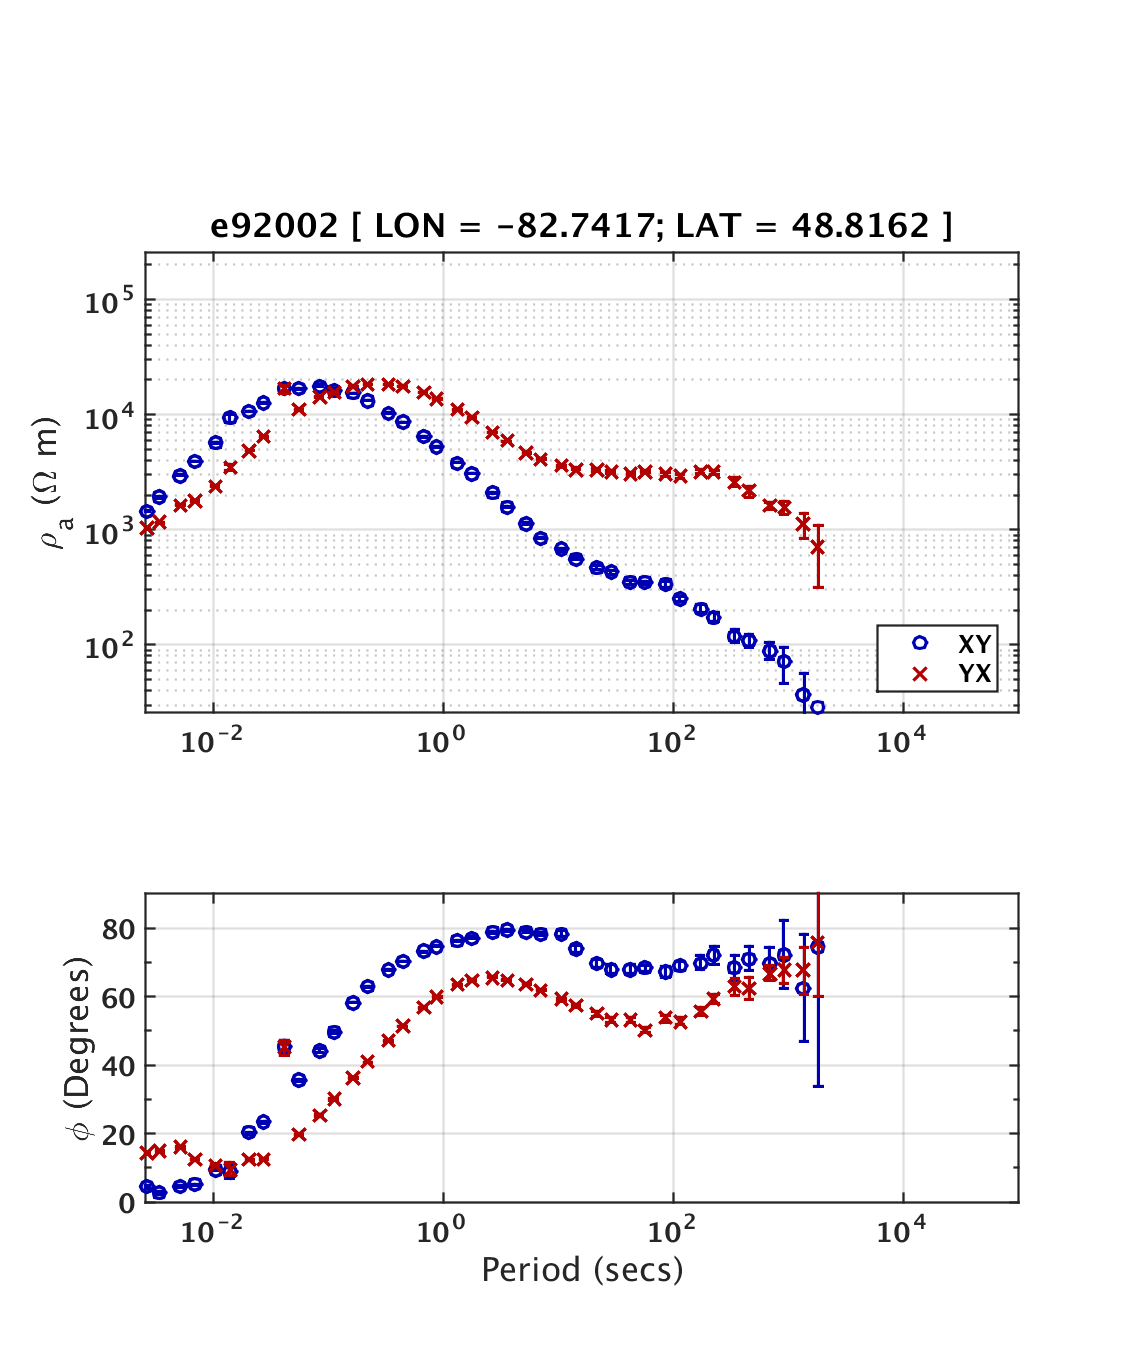 e92002 [ LON = -82.7417; LAT = 48.8162 ]
ρa (Ω m)
10^5
10^4
10^3
10^2
XY
YX
10^-2 10^0 10^2 10^4
ϕ (Degrees)
80
60
40
20
0
10^-2 10^0 10^2 10^4
Period (secs)